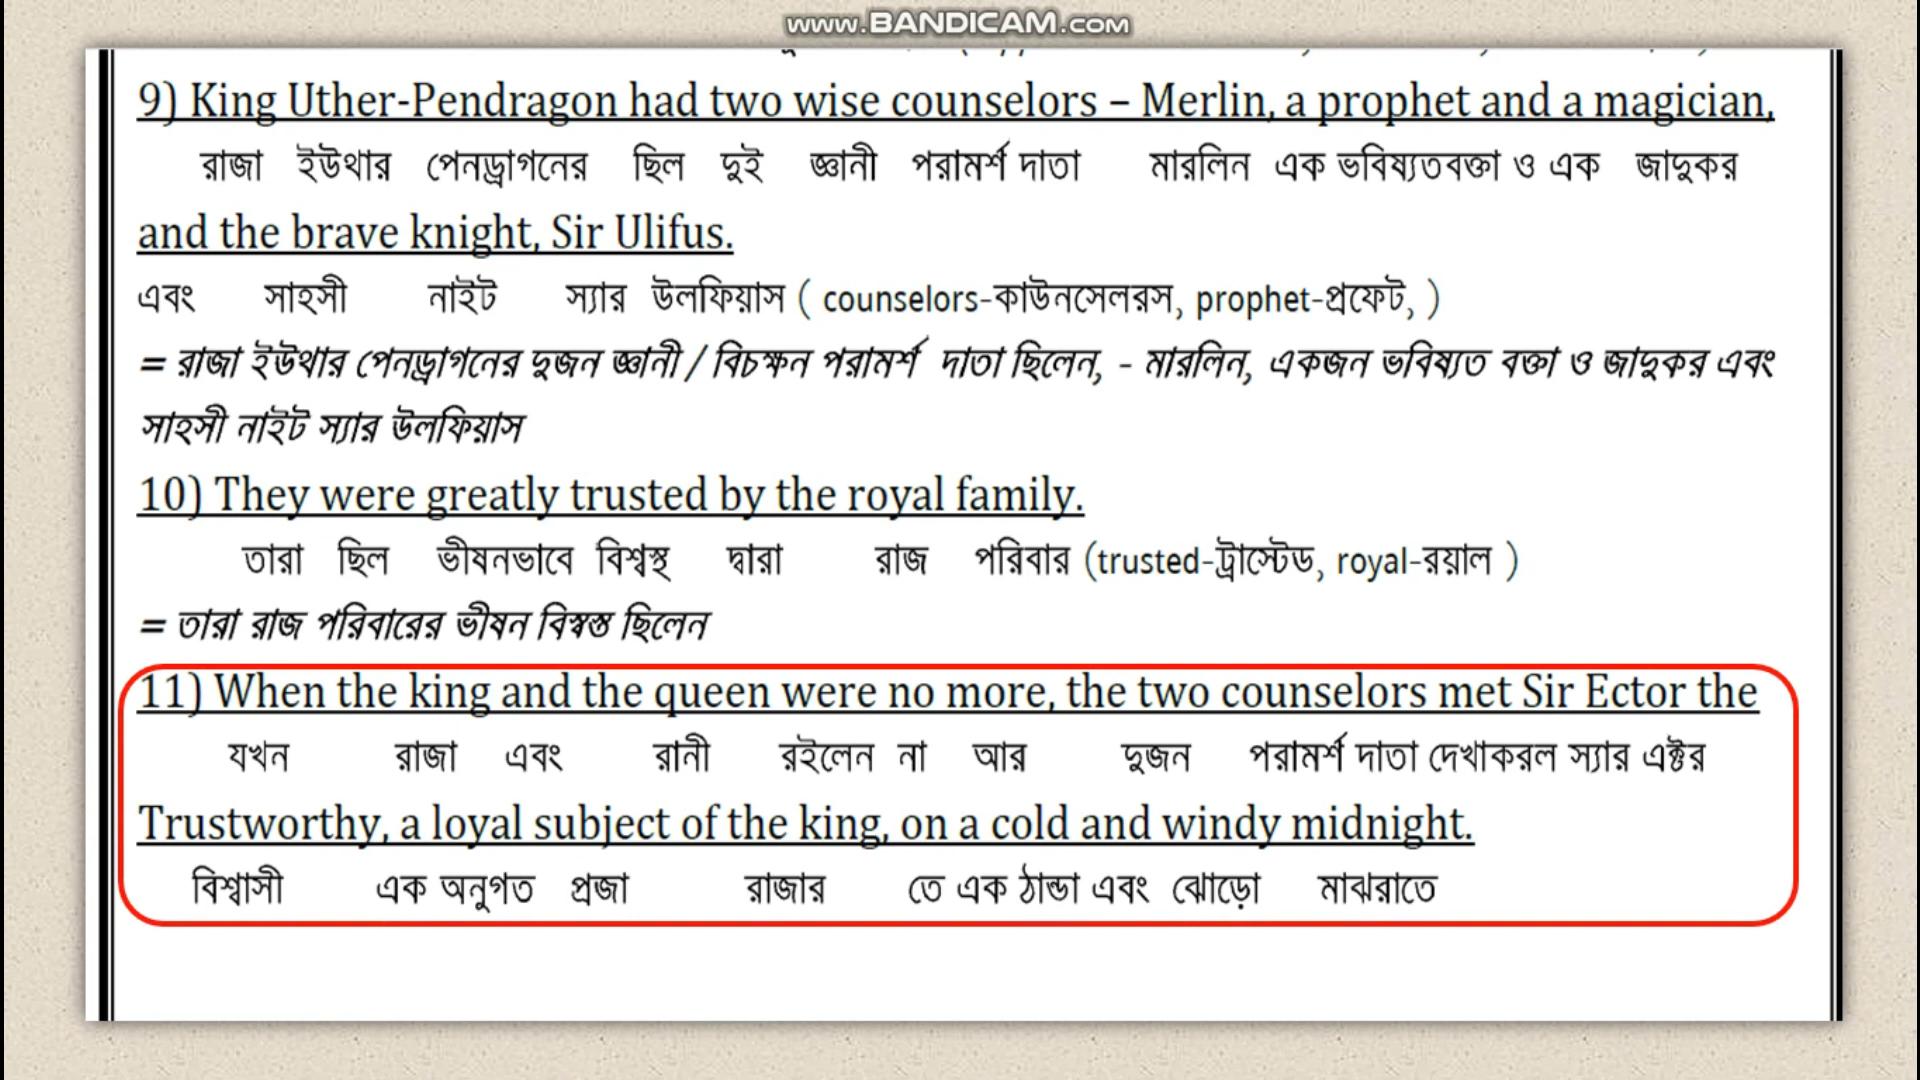 www.BANDICAM.com
9) King Uther-Pendragon had two wise counselors – Merlin, a prophet and a magician,
রাজা ইউথার পেনড্রাগনের ছিল দুই জ্ঞানী পরামর্শ দাতা মারলিন এক ভবিষ্যতবক্তা ও এক জাদুকর
and the brave knight, Sir Ulifus.
এবং সাহসী নাইট স্যার উলফিয়াস ( counselors-কাউনসেলরস, prophet-প্রফেট, )
= রাজা ইউথার পেনড্রাগনের দুজন জ্ঞানী / বিচক্ষন পরামর্শ দাতা ছিলেন, - মারলিন, একজন ভবিষ্যত বক্তা ও জাদুকর এবং
সাহসী নাইট স্যার উলফিয়াস
10) They were greatly trusted by the royal family.
তারা ছিল ভীষনভাবে বিশ্বস্থ দ্বারা রাজ পরিবার (trusted-ট্রাস্টেড, royal-রয়াল )
= তারা রাজ পরিবারের ভীষন বিস্বস্ত ছিলেন
11) When the king and the queen were no more, the two counselors met Sir Ector the
যখন রাজা এবং রানী রইলেন না আর দুজন পরামর্শ দাতা দেখাকরল স্যার এক্টর
Trustworthy, a loyal subject of the king, on a cold and windy midnight.
বিশ্বাসী এক অনুগত প্রজা রাজার তে এক ঠান্ডা এবং ঝোড়ো মাঝরাতে